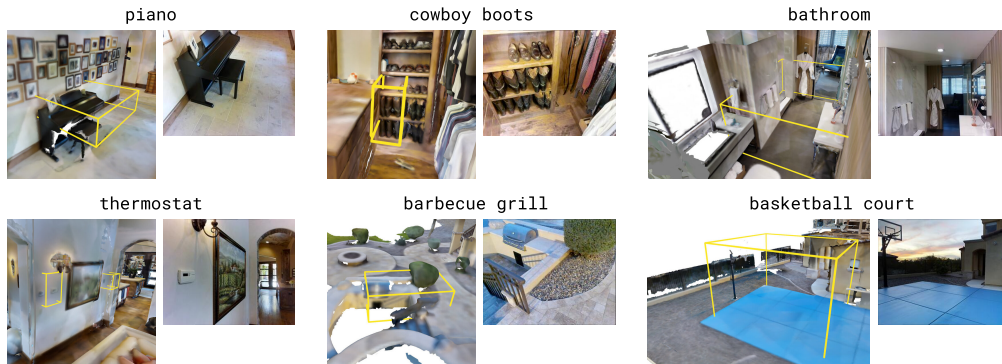 piano
cowboy boots
bathroom
thermostat
barbecue grill
basketball court